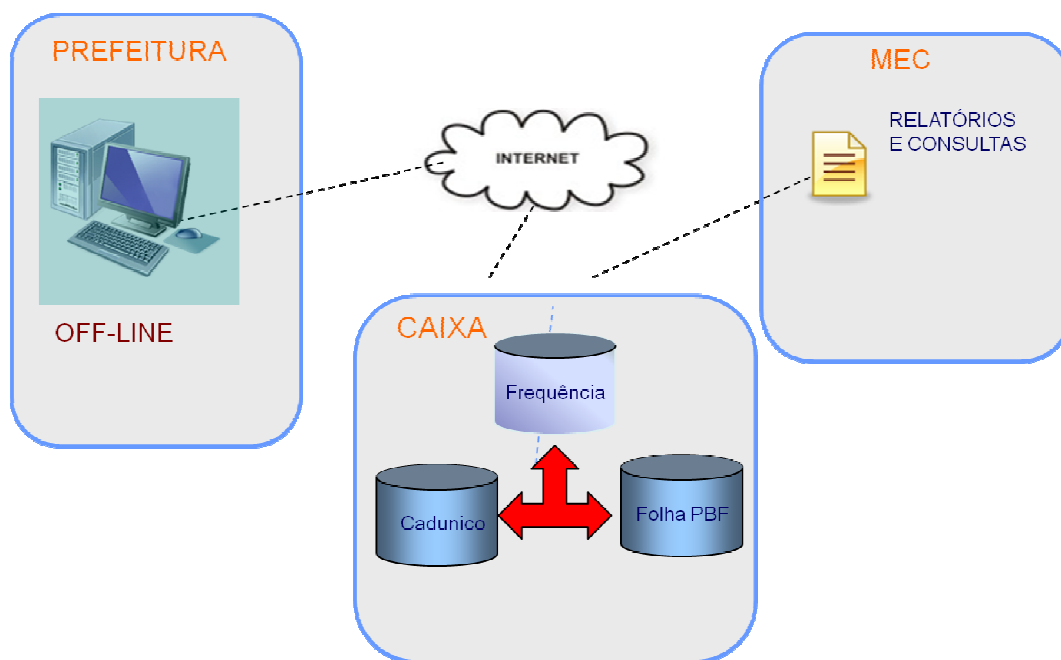 PREFEITURA
OFF-LINE
INTERNET
MEC
RELATÓRIOS
E CONSULTAS
CAIXA
Frequência
Cadunico
Folha PBF